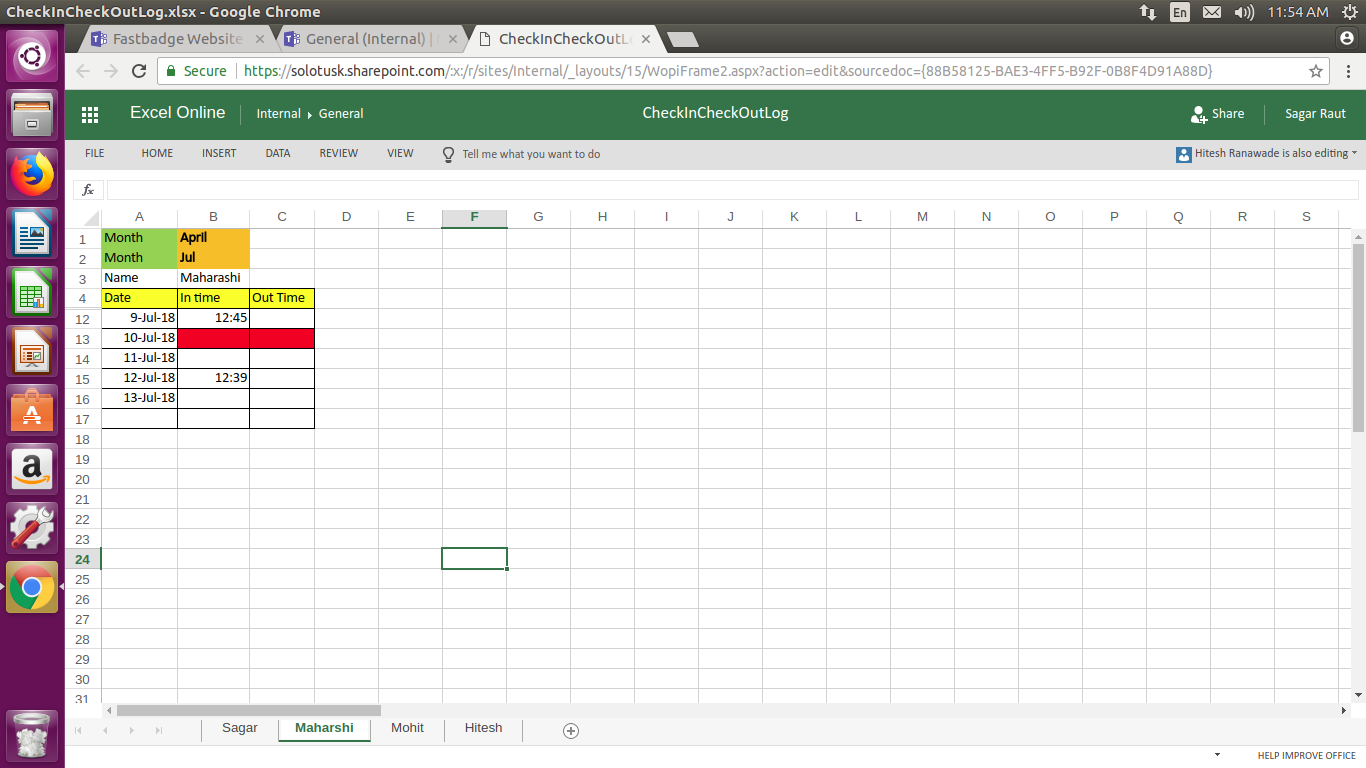 CheckInCheckOutLog.xlsx - Google Chrome
En
11:54 AM
Fastbadge Website
General (Internal) |
CheckInCheckOutL
Secure
https://solotusk.sharepoint.com/:x:/r/sites/Internal/_layouts/15/WopiFrame2.aspx?action=edit&sourcedoc={88B58125-BAE3-4FF5-B92F-0B8F4D91A88D}
Excel Online
Internal ▸ General
CheckInCheckOutLog
Share
Sagar Raut
FILE HOME INSERT DATA REVIEW VIEW Tell me what you want to do
Hitesh Ranawade is also editing
fx
A B C D E F G H I J K L M N O P Q R S
1 Month April
2 Month Jul
3 Name Maharashi
4 Date In time Out Time
12 9-Jul-18 12:45
13 10-Jul-18
14 11-Jul-18
15 12-Jul-18 12:39
16 13-Jul-18
17
18
19
20
21
22
23
24
25
26
27
28
29
30
31
Sagar Maharshi Mohit Hitesh
HELP IMPROVE OFFICE